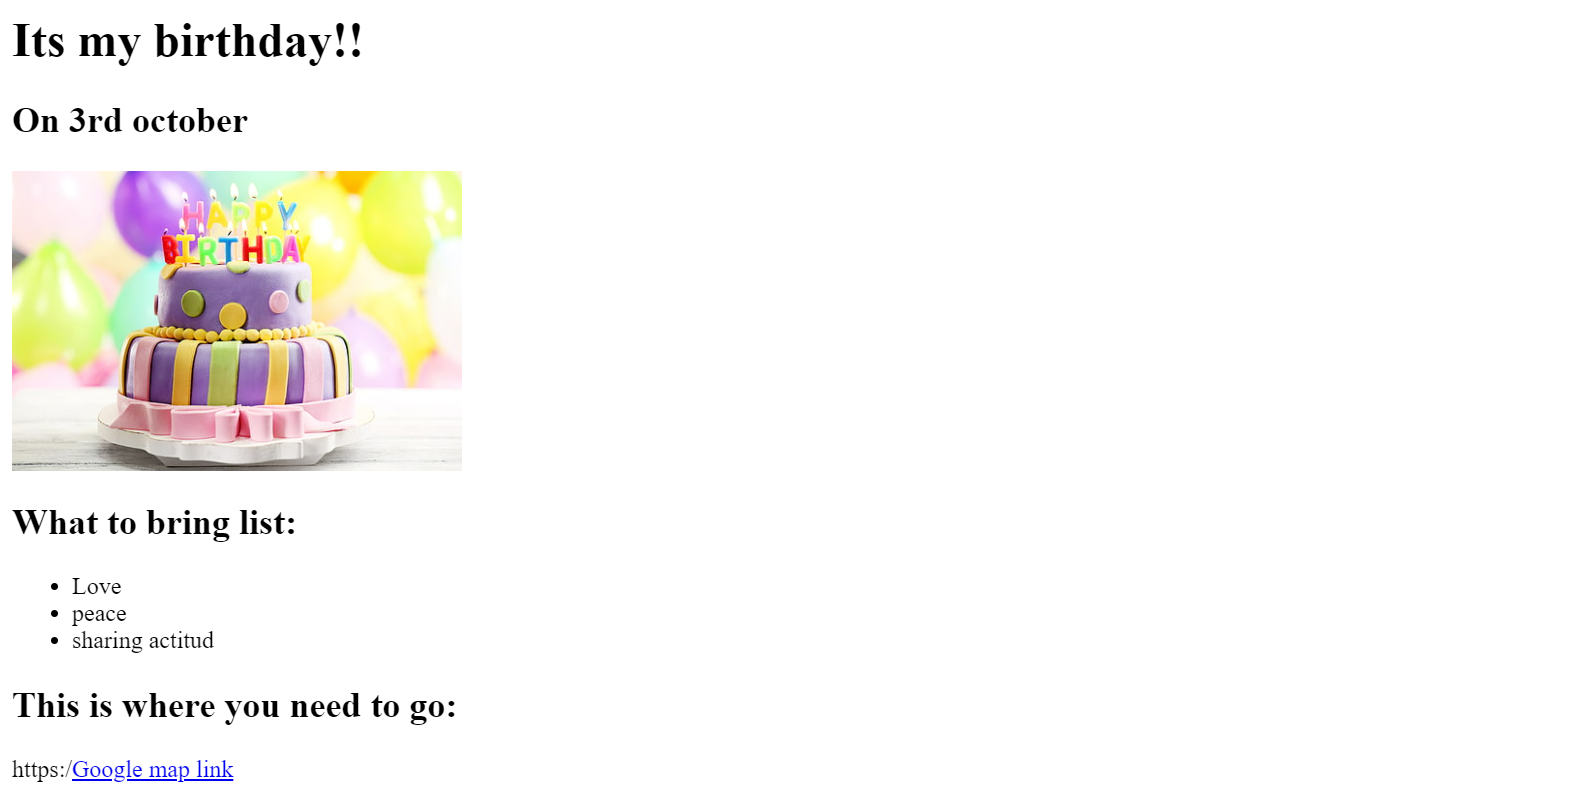 Its my birthday!!
On 3rd october
HAPPY
BIRTHDAY
What to bring list:
Love
peace
sharing actitud
This is where you need to go:
https:/Google map link